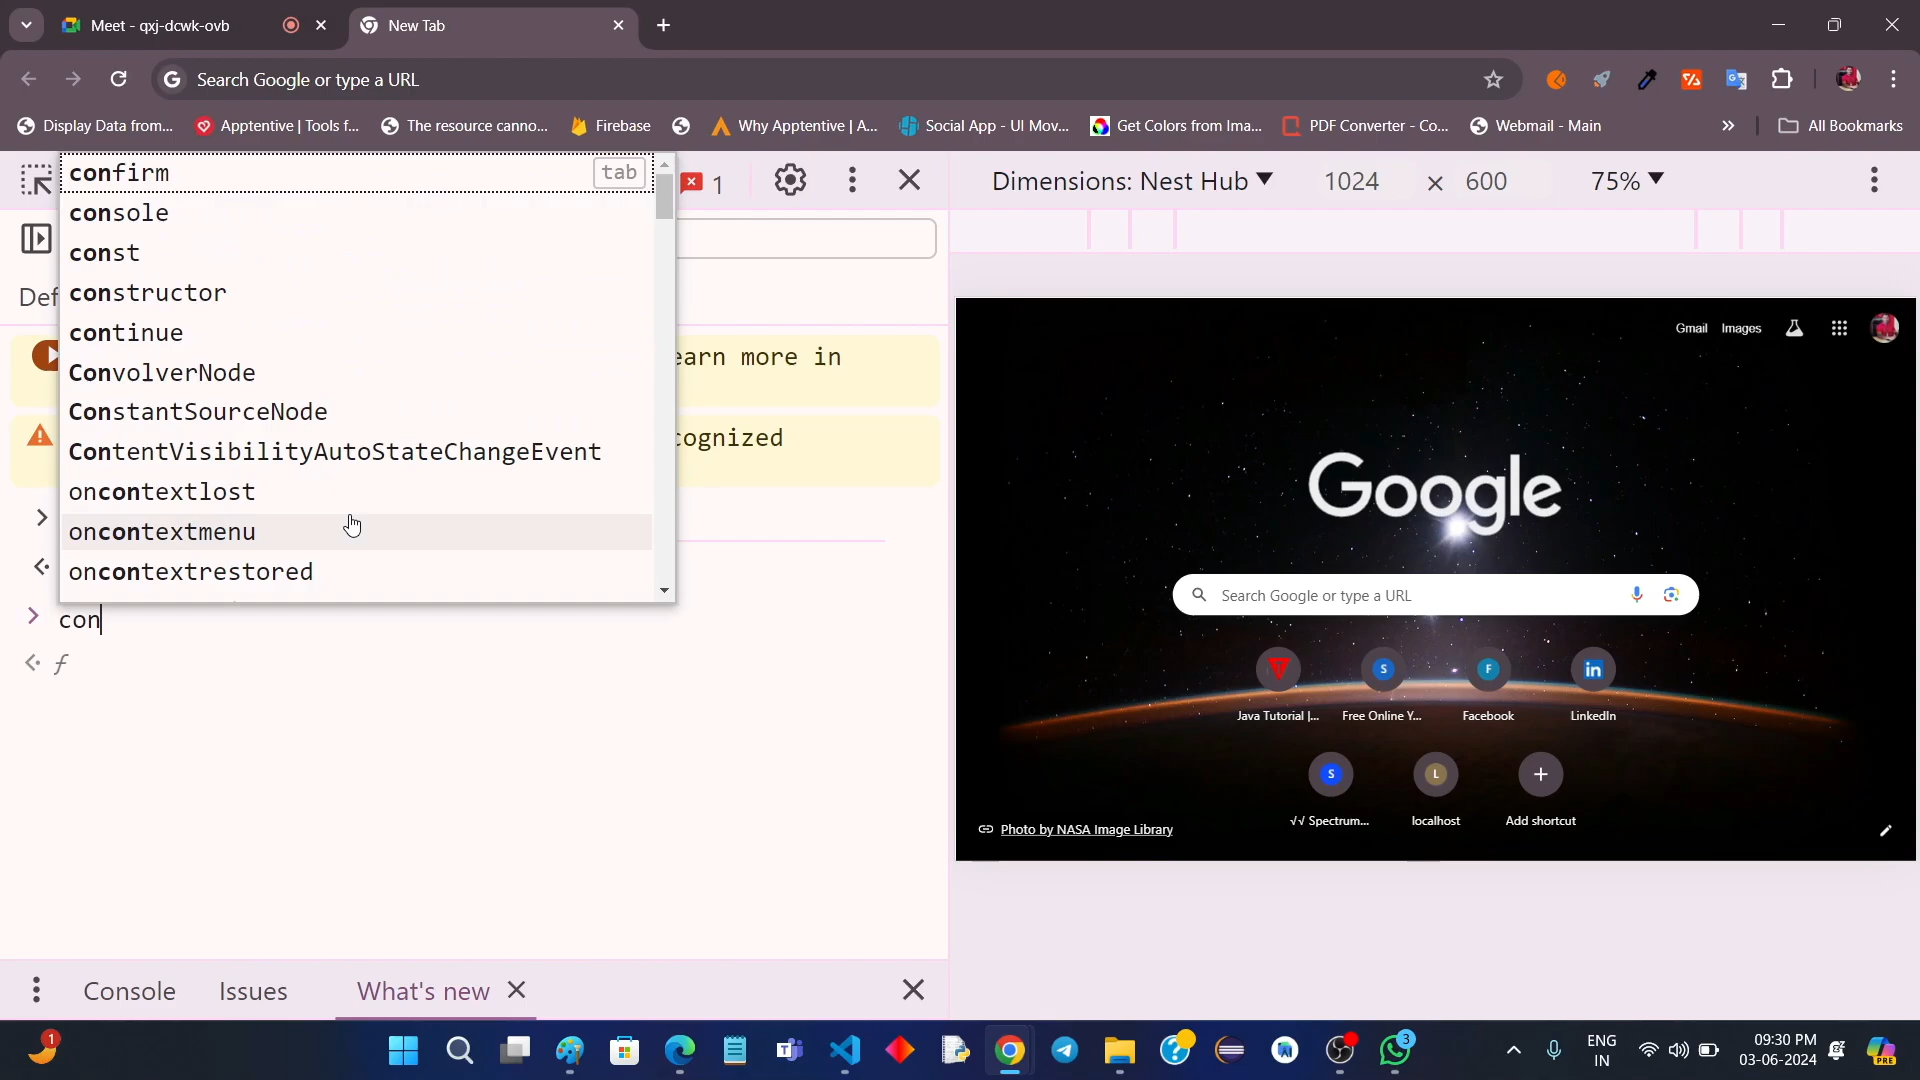 Meet - qxj-dcwk-ovb
New Tab
Search Google or type a URL
Display Data from...
Apptentive | Tools f...
The resource canno...
Firebase
Why Apptentive | A...
Social App - UI Mov...
Get Colors from Ima...
PDF Converter - Co...
Webmail - Main
All Bookmarks
confirm
tab
console
const
constructor
continue
ConvolverNode
ConstantSourceNode
ContentVisibilityAutoStateChangeEvent
oncontextlost
oncontextmenu
oncontextrestored
1
Def
earn more in
cognized
con
f
Dimensions: Nest Hub
1024
600
75%
Gmail
Images
Google
Search Google or type a URL
Java Tutorial |...
Free Online Y...
Facebook
LinkedIn
√√ Spectrum...
localhost
Add shortcut
Photo by NASA Image Library
Console
Issues
What's new
1
ENG
IN
09:30 PM
03-06-2024
3
PRE